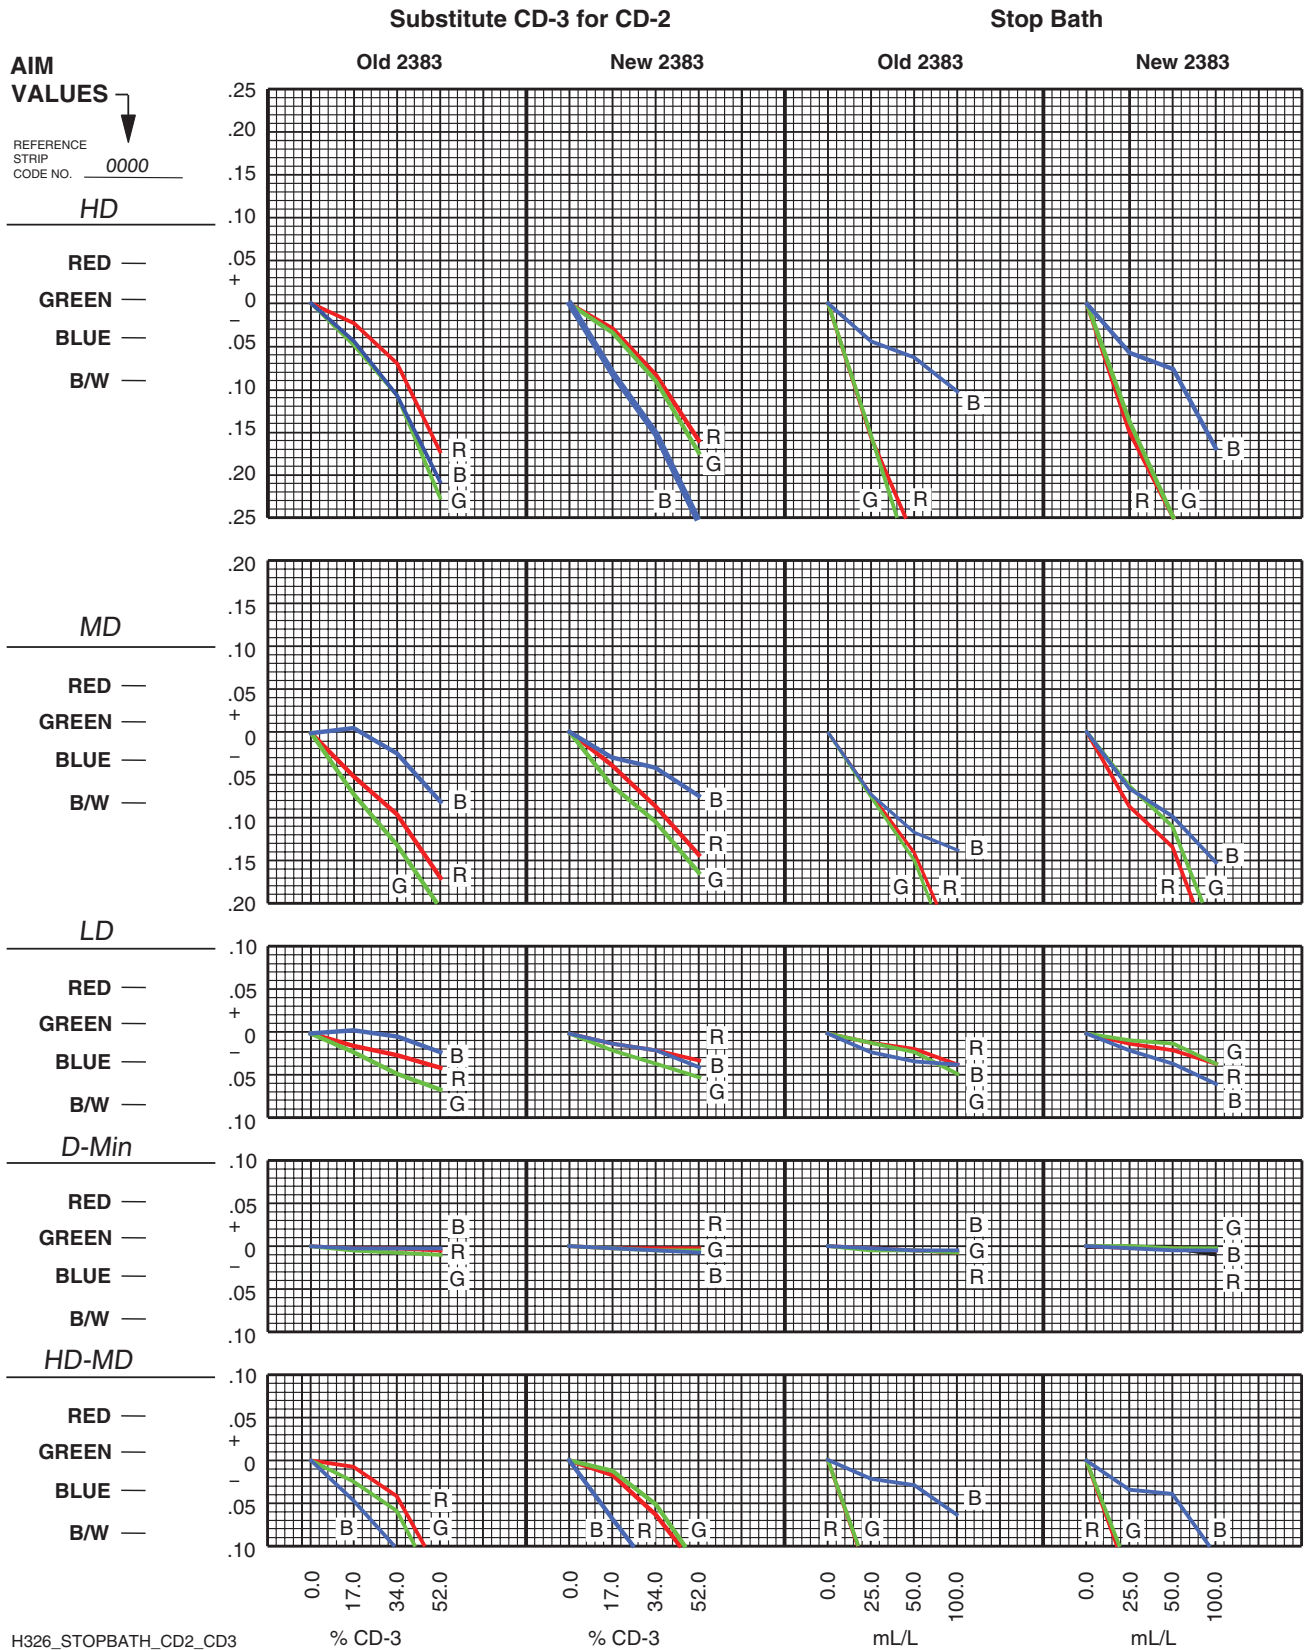 Substitute CD-3 for CD-2 Stop Bath
Old 2383 New 2383 Old 2383 New 2383
AIM
VALUES
REFERENCE
STRIP
CODE NO. 0000
HD
RED
GREEN
BLUE
B/W
.25
.20
.15
.10
.05
+
0
–
.05
.10
.15
.20
.25
R
B
G
R
G
B
B
G R
B
R G
MD
RED
GREEN
BLUE
B/W
.20
.15
.10
.05
+
0
–
.05
.10
.15
.20
B
R
G
B
R
G
B
G R
B
R G
LD
RED
GREEN
BLUE
B/W
.10
.05
+
0
–
.05
.10
B
R
G
R
B
G
R
B
G
G
R
B
D-Min
RED
GREEN
BLUE
B/W
.10
.05
+
0
–
.05
.10
B
R
G
R
G
B
B
G
R
G
B
R
HD-MD
RED
GREEN
BLUE
B/W
.10
.05
+
0
–
.05
.10
R
B G
B R G
B
R G
R G B
0.0 17.0 34.0 52.0 0.0 17.0 34.0 52.0 0.0 25.0 50.0 100.0 0.0 25.0 50.0 100.0
% CD-3 % CD-3 mL/L mL/L
H326_STOPBATH_CD2_CD3